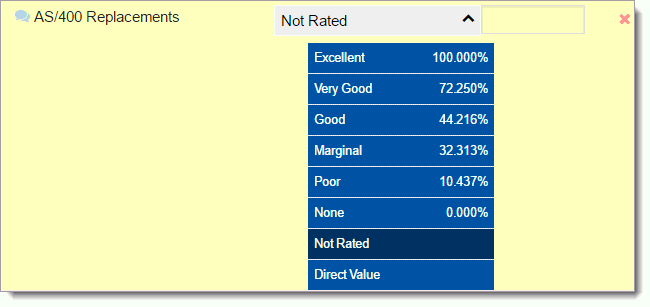 AS/400 Replacements
Not Rated
Excellent 100.000%
Very Good 72.250%
Good 44.216%
Marginal 32.313%
Poor 10.437%
None 0.000%
Not Rated
Direct Value